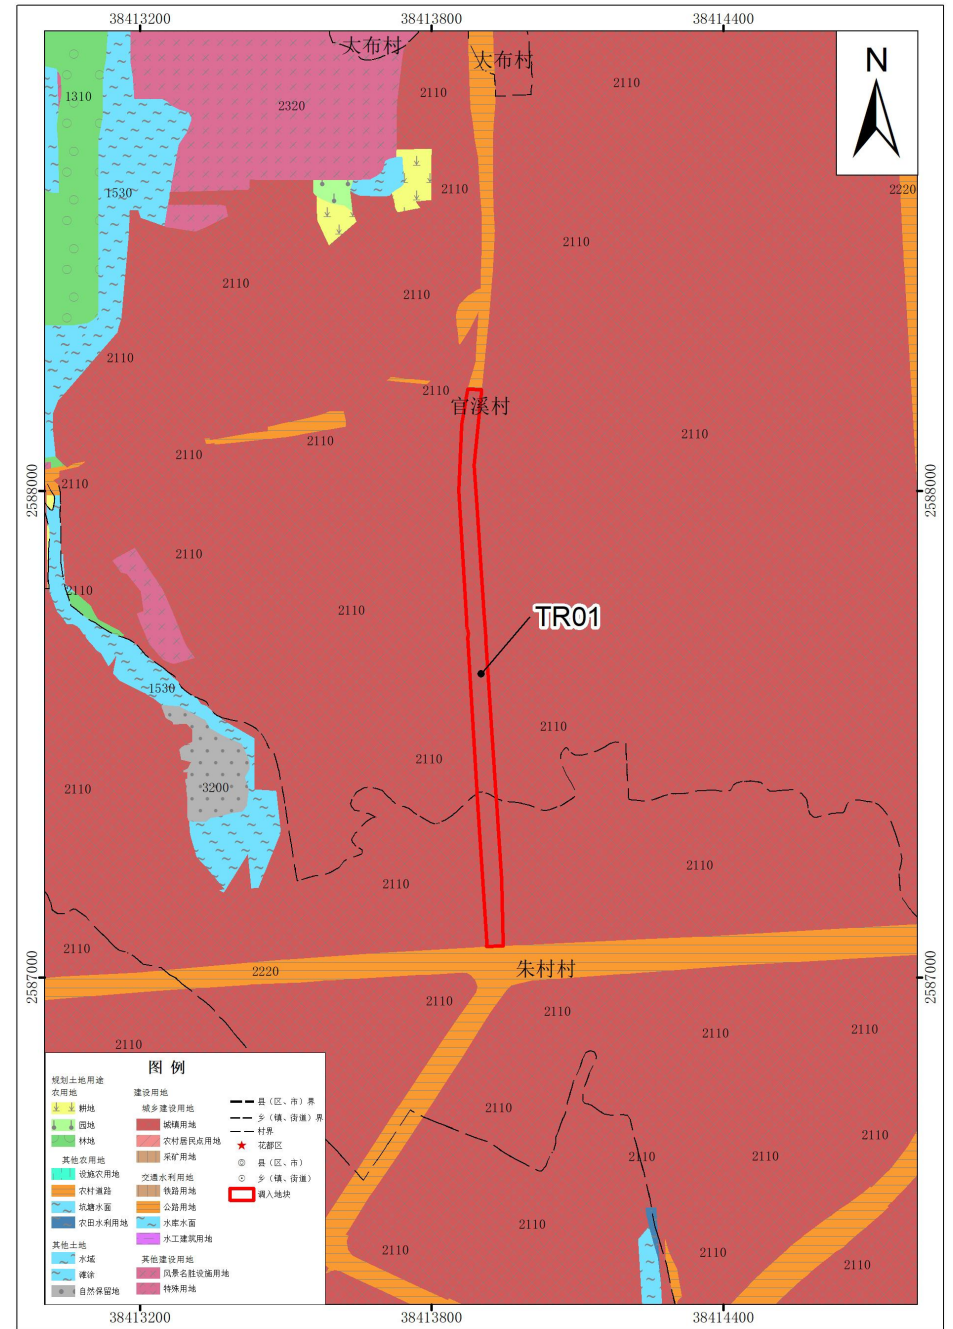 38413200 38413800 38414400
大布村
大布村
N
1310
2320
2110
2110
1530
2110
2220
2110
2110
2110
2110
2110
官溪村
2110
2110
2110
2588000
2588000
2110
2110
2110
2110
TR01
1530
2110
2110
2110
3200
2110
2110
2110
2220
朱村村
2587000
2587000
2110
2110
2110
2110
2110
2110
2110
2110
2110
2110
2110
2110
2110
图 例
规划土地用途
农用地
耕地
园地
林地
其他农用地
设施农用地
农村道路
坑塘水面
农田水利用地
其他土地
水域
滩涂
自然保留地
建设用地
城乡建设用地
城镇用地
农村居民点用地
采矿用地
交通水利用地
铁路用地
公路用地
水库水面
水工建筑用地
其他建设用地
风景名胜设施用地
特殊用地
县（区、市）界
乡（镇、街道）界
村界
花都区
县（区、市）
乡（镇、街道）
调入地块
38413200 38413800 38414400